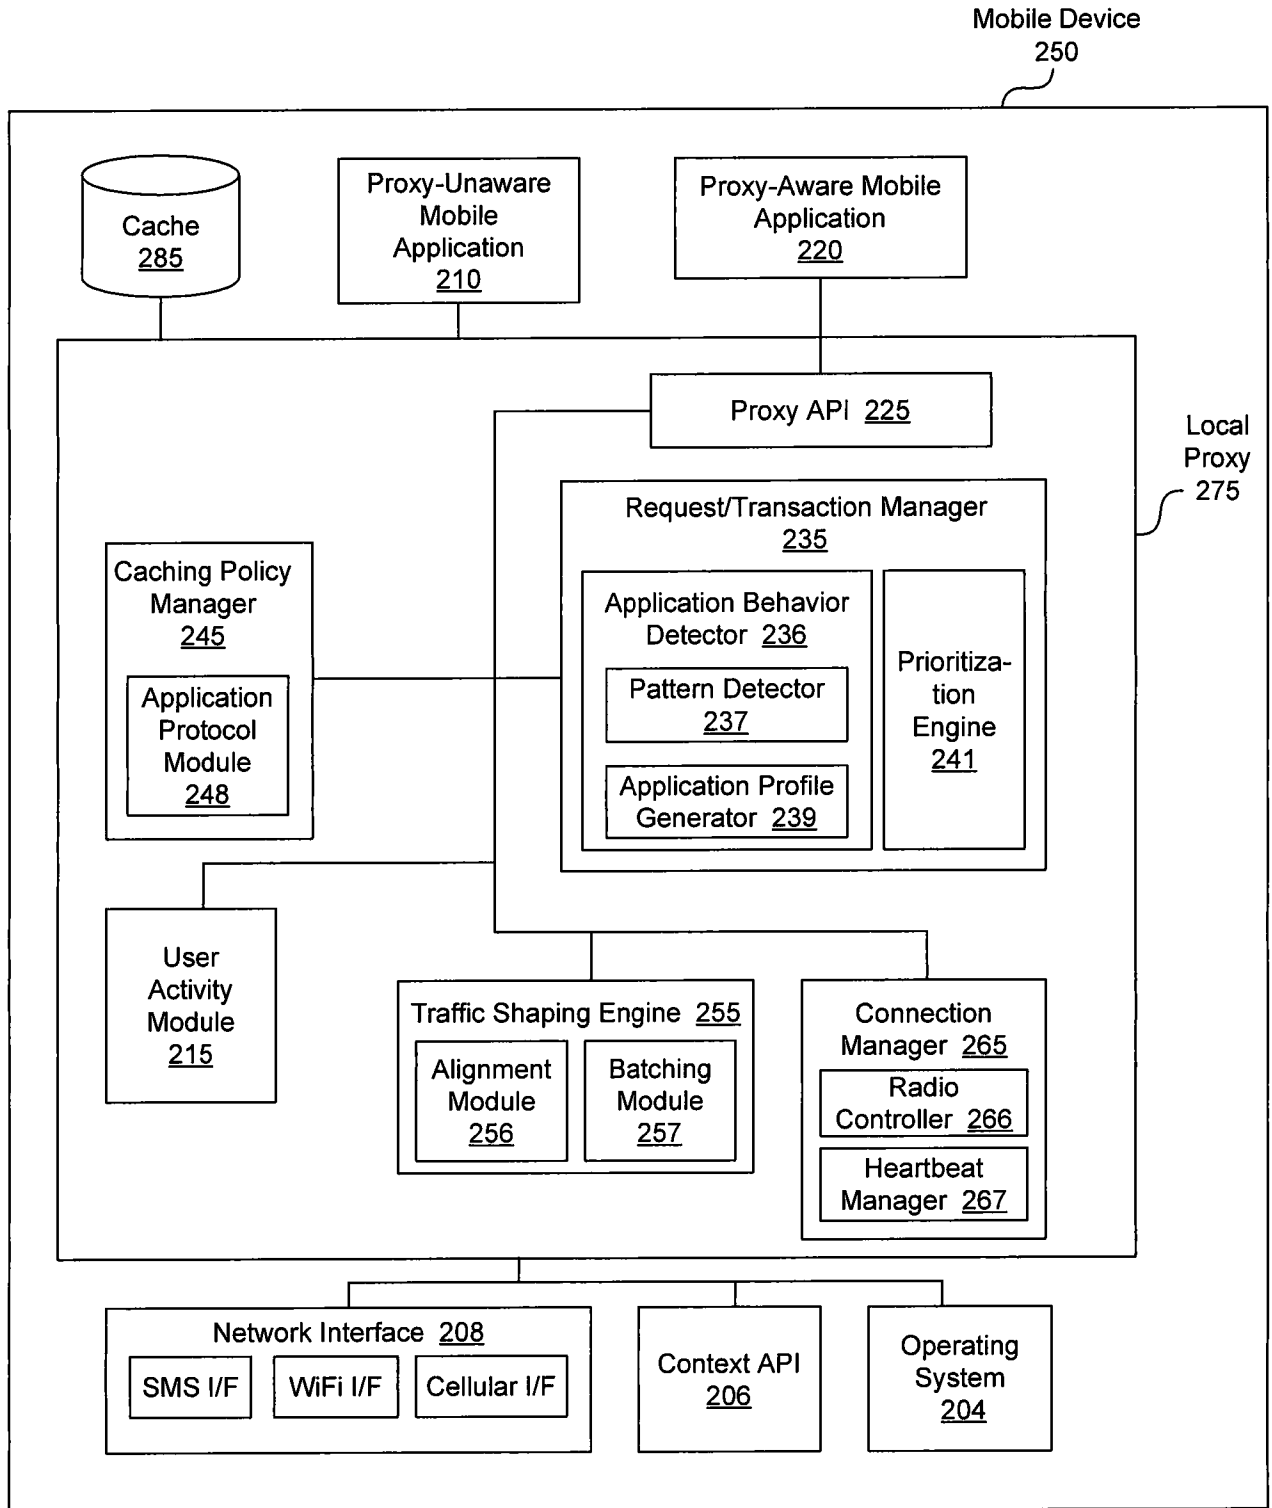 Mobile Device
250
Cache
285
Proxy-Unaware
Mobile
Application
210
Proxy-Aware Mobile
Application
220
Proxy API 225
Local
Proxy
275
Request/Transaction Manager
235
Caching Policy
Manager
245
Application
Protocol
Module
248
Application Behavior
Detector 236
Pattern Detector
237
Application Profile
Generator 239
Prioritiza-
tion
Engine
241
User
Activity
Module
215
Traffic Shaping Engine 255
Alignment
Module
256
Batching
Module
257
Connection
Manager 265
Radio
Controller 266
Heartbeat
Manager 267
Network Interface 208
SMS I/F
WiFi I/F
Cellular I/F
Context API
206
Operating
System
204